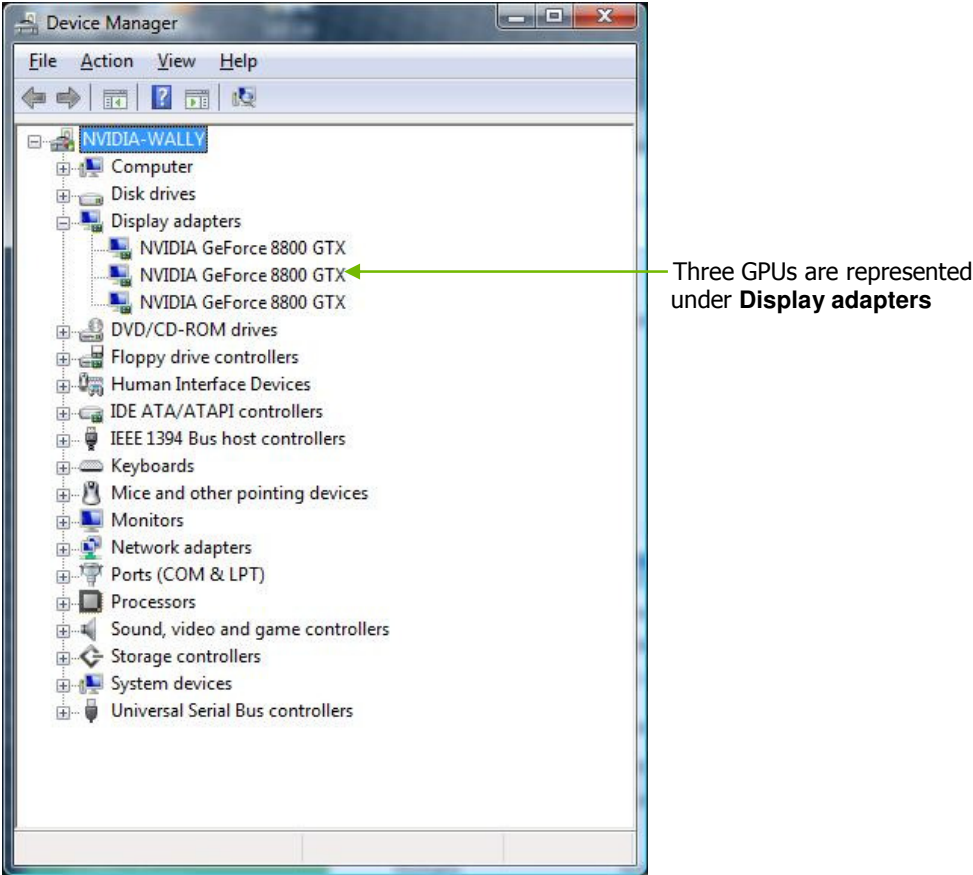 Device Manager
File Action View Help
NVIDIA-WALLY
Computer
Disk drives
Display adapters
NVIDIA GeForce 8800 GTX
NVIDIA GeForce 8800 GTX
NVIDIA GeForce 8800 GTX
DVD/CD-ROM drives
Floppy drive controllers
Human Interface Devices
IDE ATA/ATAPI controllers
IEEE 1394 Bus host controllers
Keyboards
Mice and other pointing devices
Monitors
Network adapters
Ports (COM & LPT)
Processors
Sound, video and game controllers
Storage controllers
System devices
Universal Serial Bus controllers
Three GPUs are represented
under Display adapters